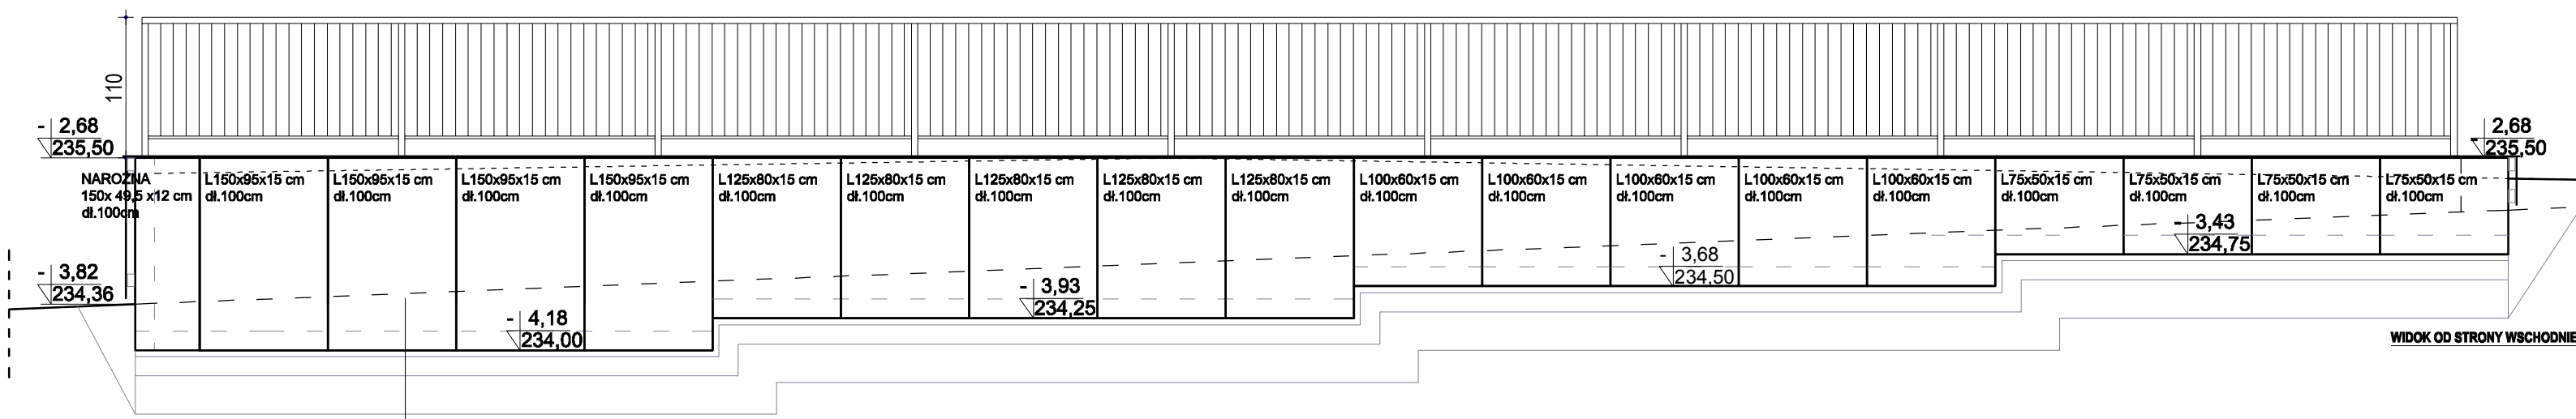 110
- 2,68
235,50
- 2,68
235,50
NAROŻNA
150x 49,5 x12 cm
dł.100cm
L150x95x15 cm
dł.100cm
L150x95x15 cm
dł.100cm
L150x95x15 cm
dł.100cm
L150x95x15 cm
dł.100cm
L125x80x15 cm
dł.100cm
L125x80x15 cm
dł.100cm
L125x80x15 cm
dł.100cm
L125x80x15 cm
dł.100cm
L125x80x15 cm
dł.100cm
L100x60x15 cm
dł.100cm
L100x60x15 cm
dł.100cm
L100x60x15 cm
dł.100cm
L100x60x15 cm
dł.100cm
L100x60x15 cm
dł.100cm
L75x50x15 cm
dł.100cm
L75x50x15 cm
dł.100cm
L75x50x15 cm
dł.100cm
L75x50x15 cm
dł.100cm
- 3,82
234,36
- 4,18
234,00
- 3,93
234,25
- 3,68
234,50
- 3,43
234,75
WIDOK OD STRONY WSCHODNIE